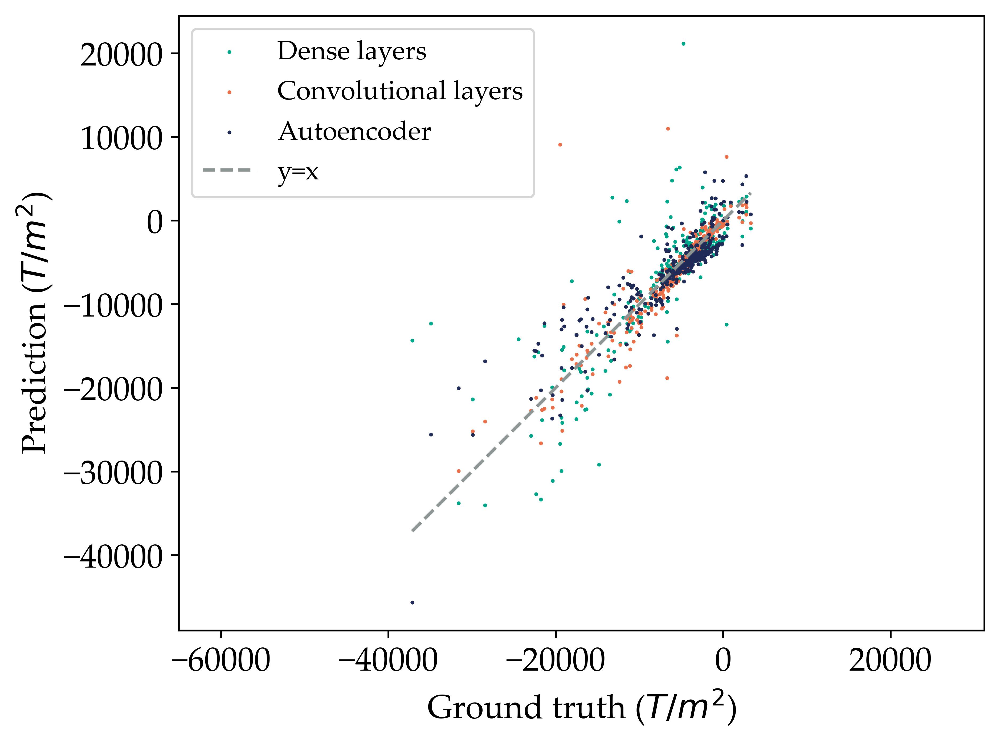 Dense layers
Convolutional layers
Autoencoder
y=x
20000
10000
0
−10000
−20000
−30000
−40000
Prediction (T/m²)
−60000 −40000 −20000 0 20000
Ground truth (T/m²)